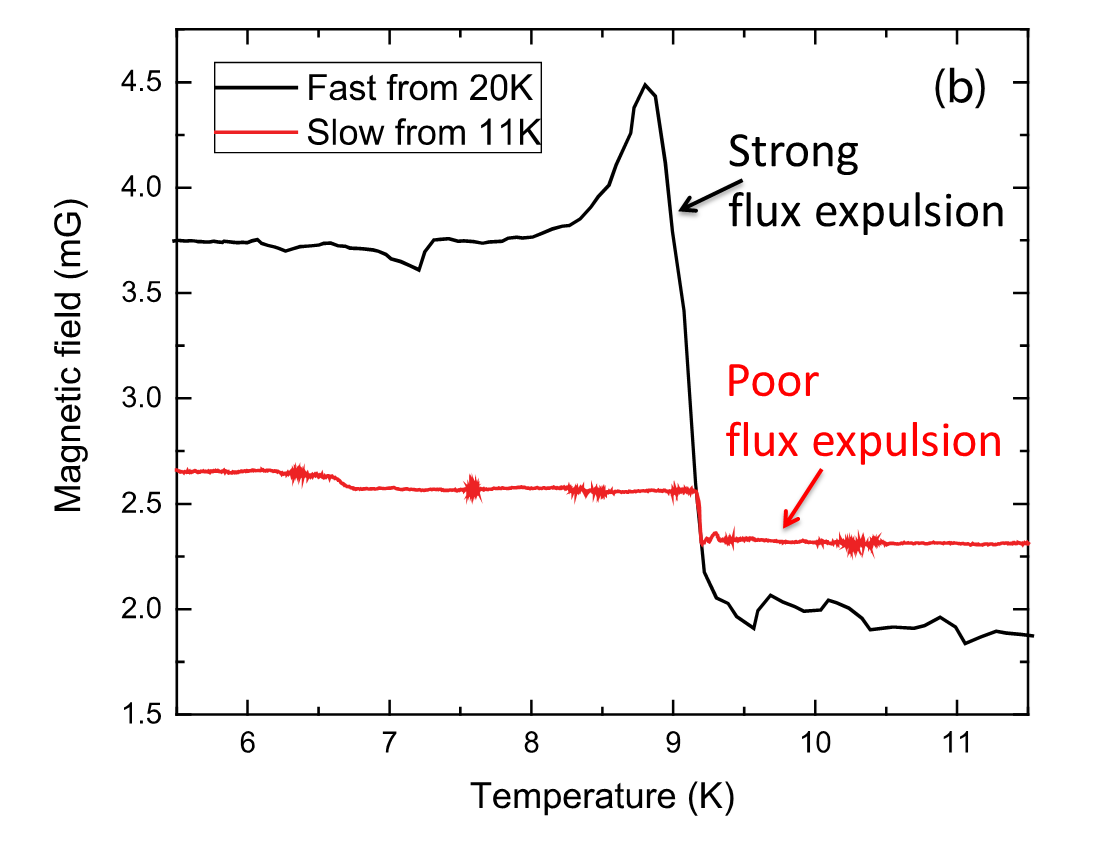 (b)
Fast from 20K
Slow from 11K
Strong
flux expulsion
Poor
flux expulsion
Magnetic field (mG)
4.5
4.0
3.5
3.0
2.5
2.0
1.5
6 7 8 9 10 11
Temperature (K)